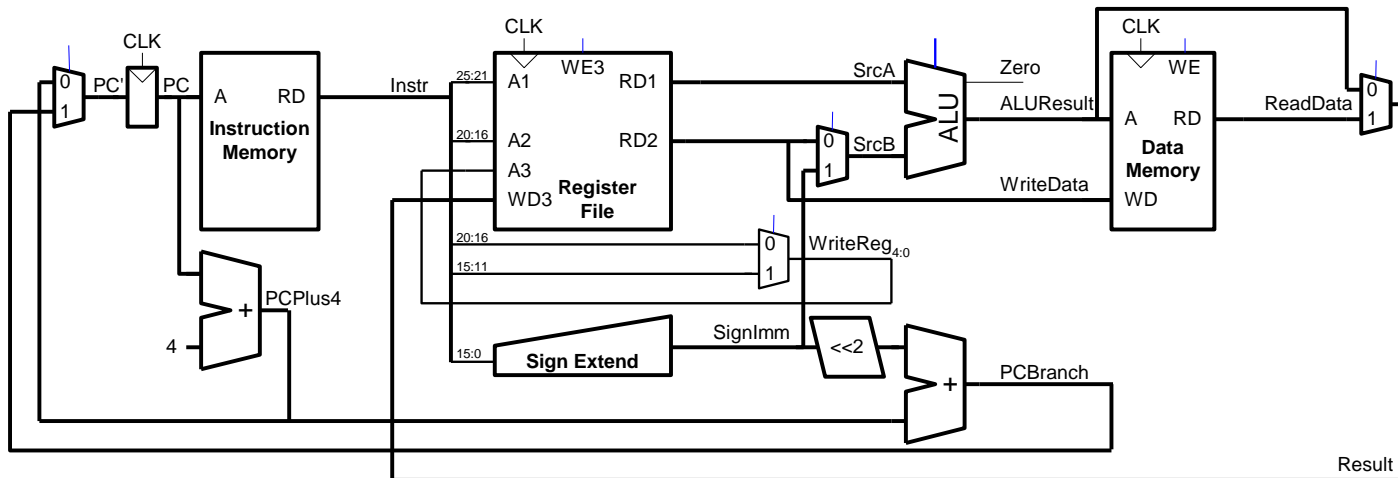 CLK
CLK
CLK
0
1
PC'
PC
A
RD
Instruction
Memory
Instr
25:21
20:16
A1
WE3
RD1
A2
RD2
A3
WD3
Register
File
SrcA
0
1
SrcB
ALU
Zero
ALUResult
WriteData
WE
A
RD
Data
Memory
WD
ReadData
0
1
20:16
15:11
0
1
WriteReg4:0
PCPlus4
+
4
15:0
Sign Extend
SignImm
<<2
+
PCBranch
Result